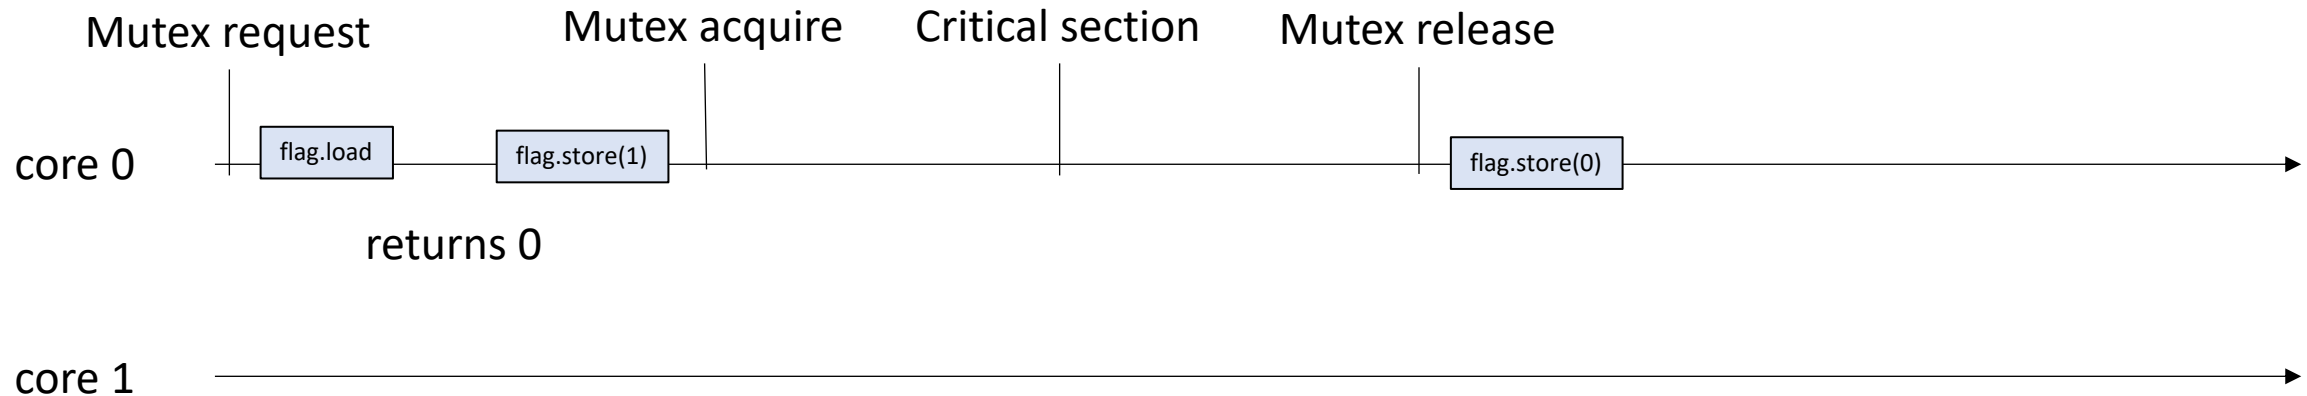 Mutex request
Mutex acquire
Critical section
Mutex release
core 0
flag.load
flag.store(1)
flag.store(0)
returns 0
core 1